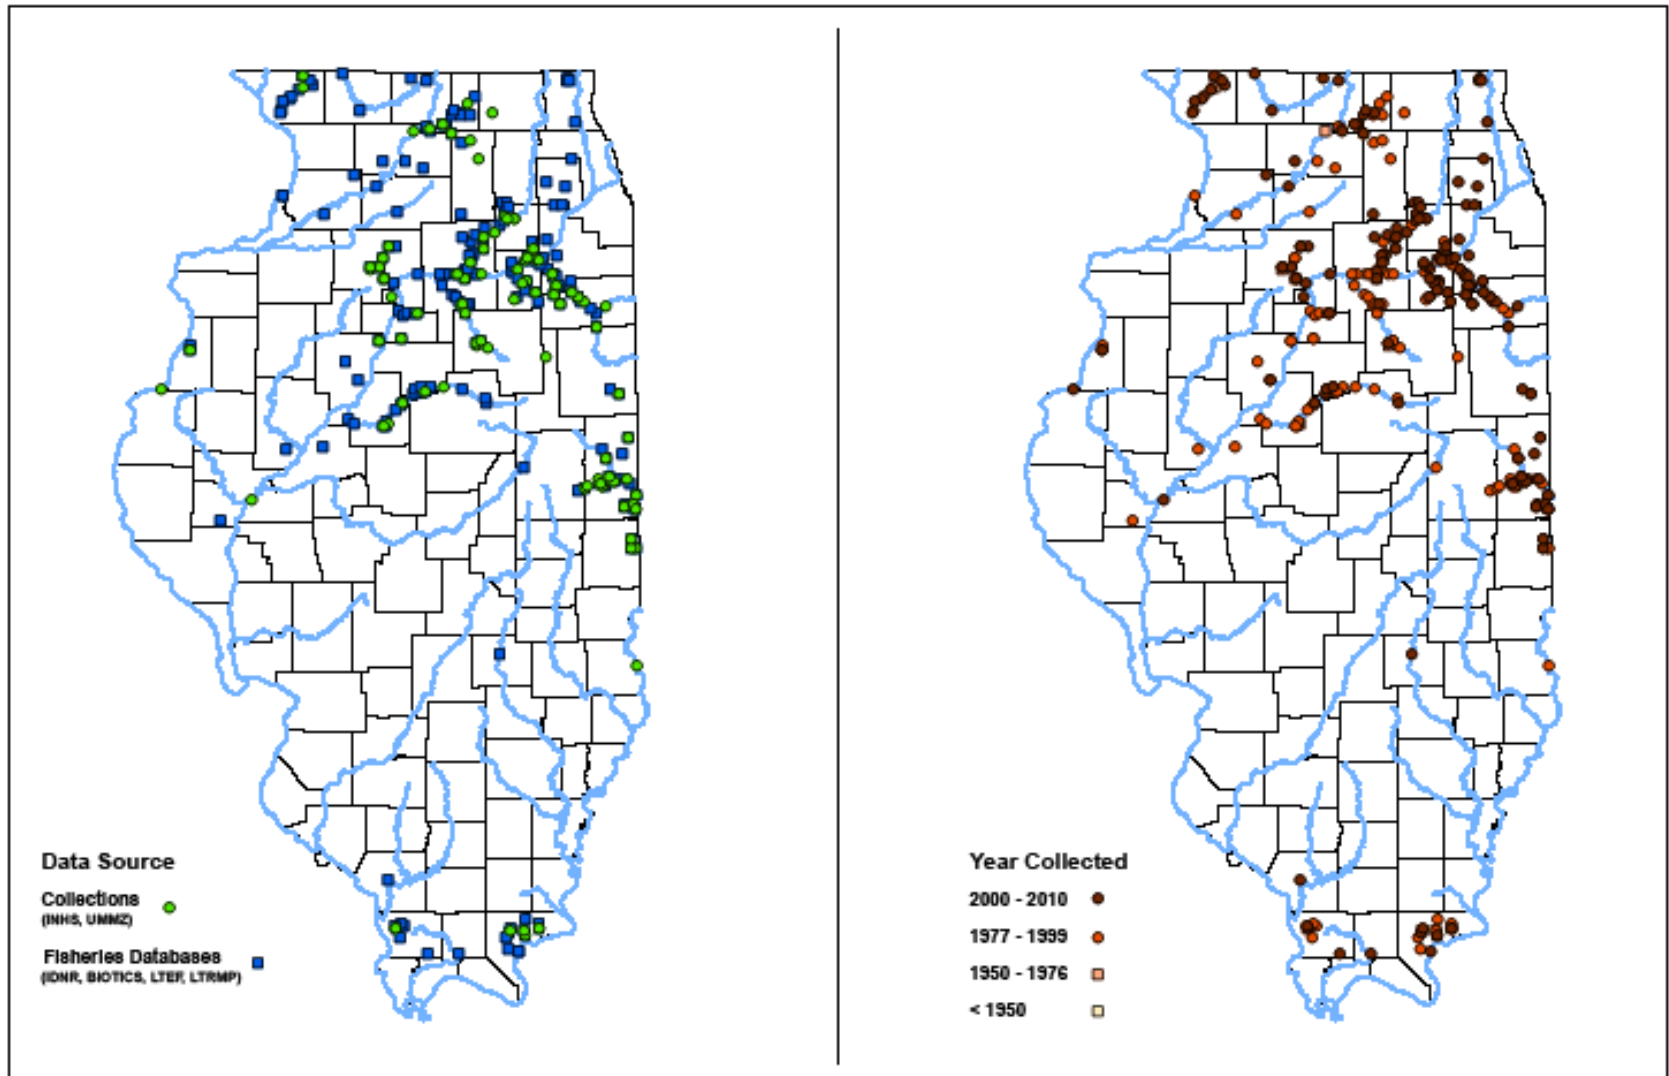 Data Source
Collections
(INHS, UMMZ)
Fisheries Databases
(IDNR, BIOTICS, LTEF, LTRMP)
Year Collected
2000 - 2010
1977 - 1999
1950 - 1976
< 1950